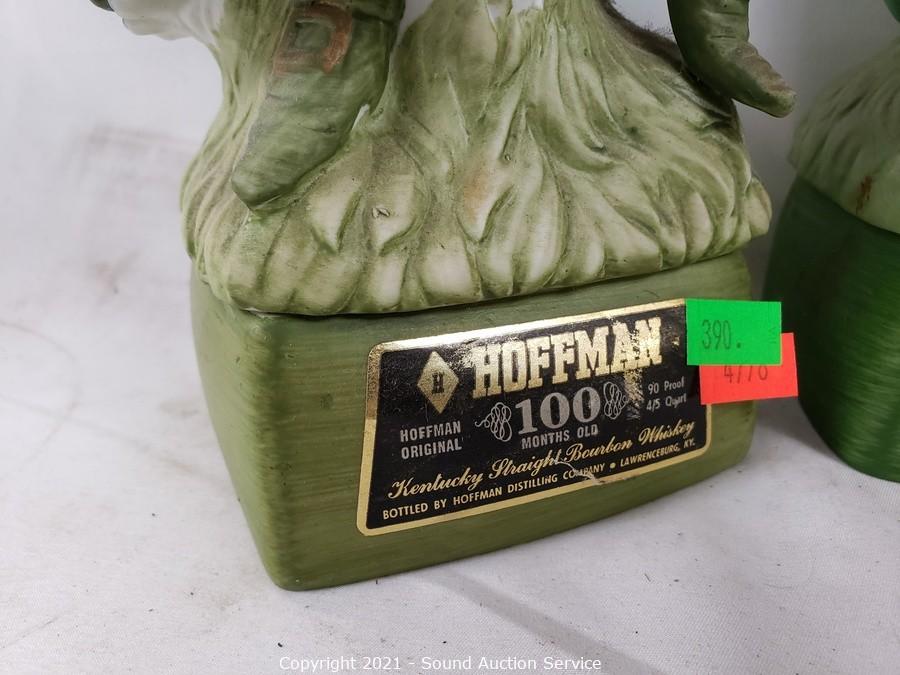 H
HOFFMAN
HOFFMAN
ORIGINAL
100
MONTHS OLD
90 Proof
4/5 Quart
Kentucky Straight Bourbon Whiskey
BOTTLED BY HOFFMAN DISTILLING COMPANY • LAWRENCEBURG, KY.
390.
Copyright 2021 - Sound Auction Service